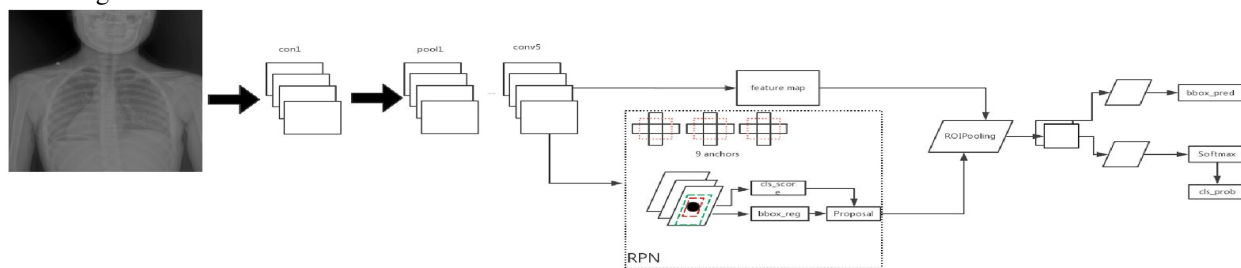 con1
pool1
conv5
...
feature map
9 anchors
cls_scor
e
bbox_reg
Proposal
RPN
ROIPooling
bbox_pred
Softmax
cls_prob